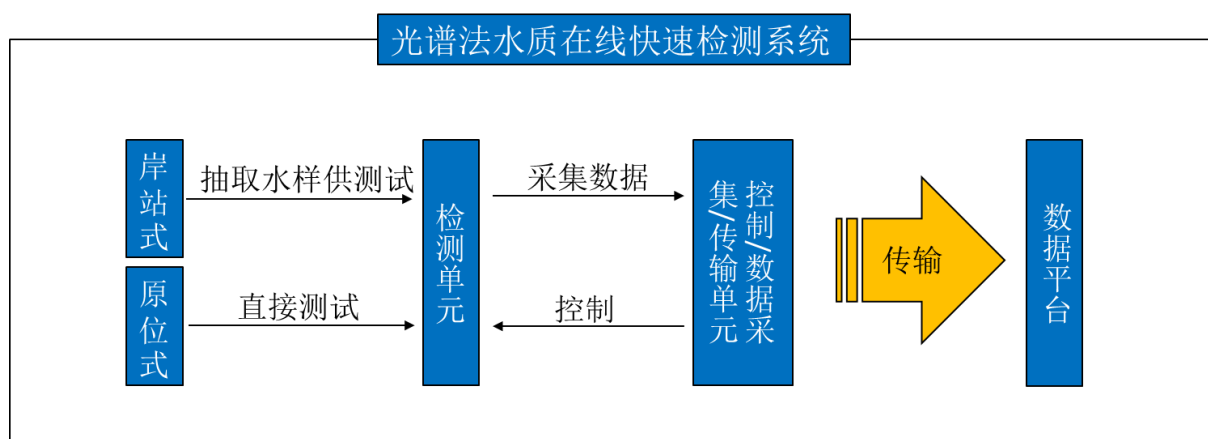 光谱法水质在线快速检测系统
岸站式
抽取水样供测试
原位式
直接测试
检测单元
采集数据
控制
控制/数据采
集/传输单元
传输
数据平台